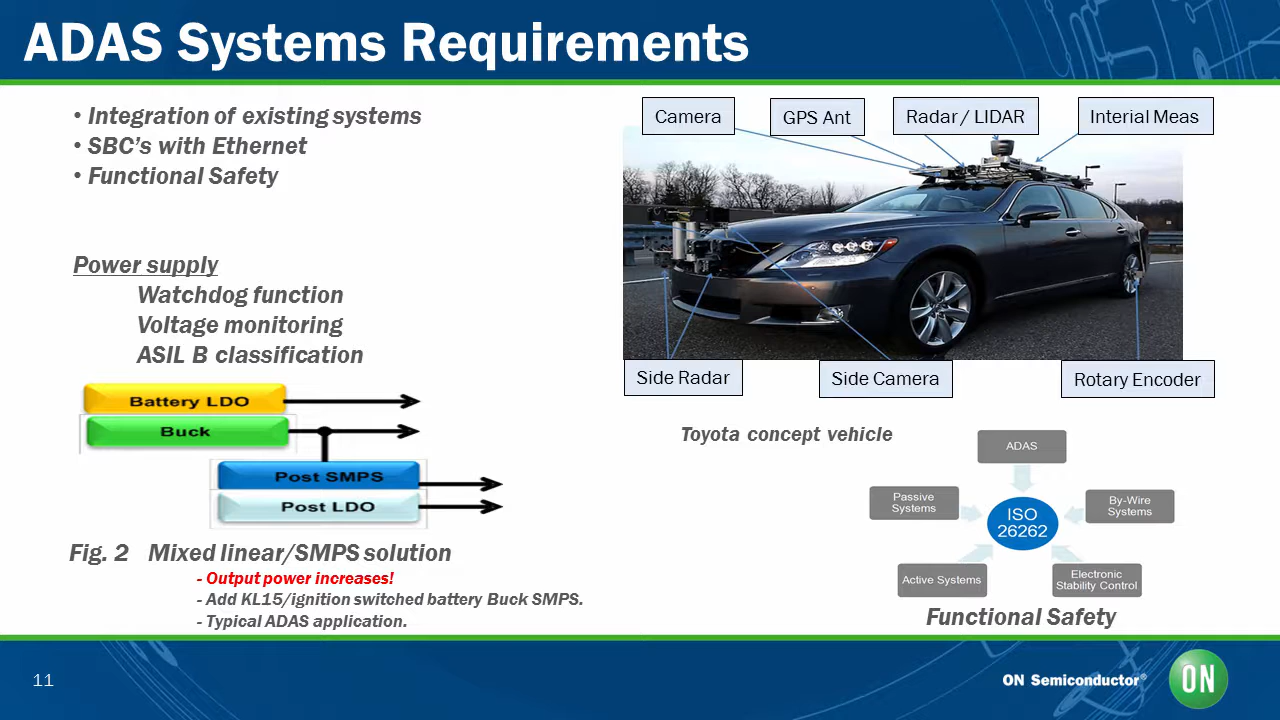 ADAS Systems Requirements
• Integration of existing systems
• SBC's with Ethernet
• Functional Safety
Power supply
Watchdog function
Voltage monitoring
ASIL B classification
Battery LDO
Buck
Post SMPS
Post LDO
Fig. 2 Mixed linear/SMPS solution
- Output power increases!
- Add KL15/ignition switched battery Buck SMPS.
- Typical ADAS application.
Camera
GPS Ant
Radar / LIDAR
Interial Meas
Side Radar
Side Camera
Rotary Encoder
Toyota concept vehicle
ADAS
Passive
Systems
By-Wire
Systems
ISO
26262
Active Systems
Electronic
Stability Control
Functional Safety
11
ON Semiconductor®
ON